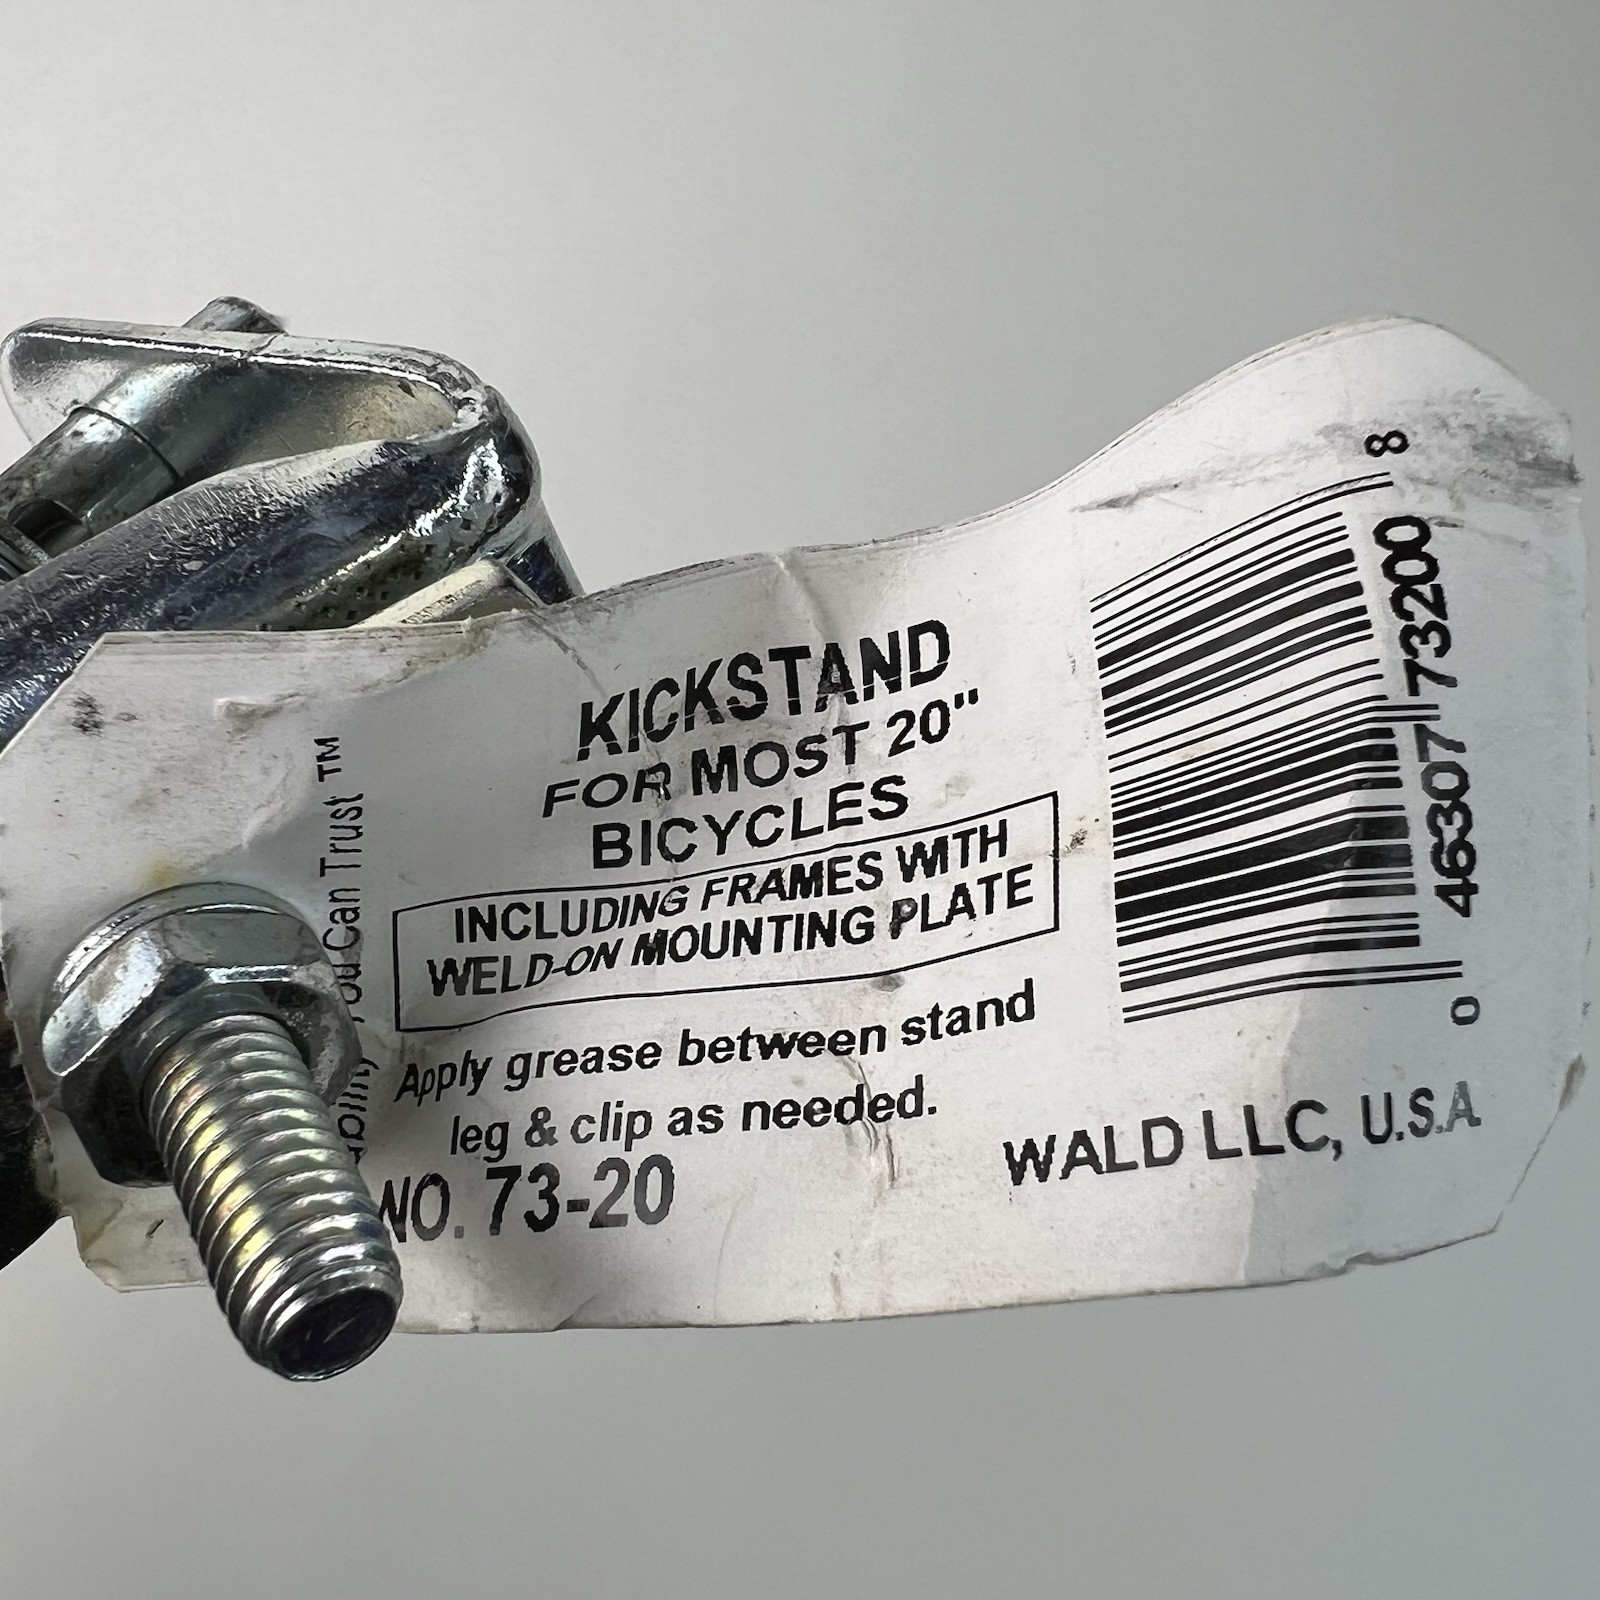 KICKSTAND
FOR MOST 20"
BICYCLES
INCLUDING FRAMES WITH
WELD-ON MOUNTING PLATE
Apply grease between stand
leg & clip as needed.
NO. 73-20
You Can Trust ™
8
0 46307 73200
WALD LLC, U.S.A